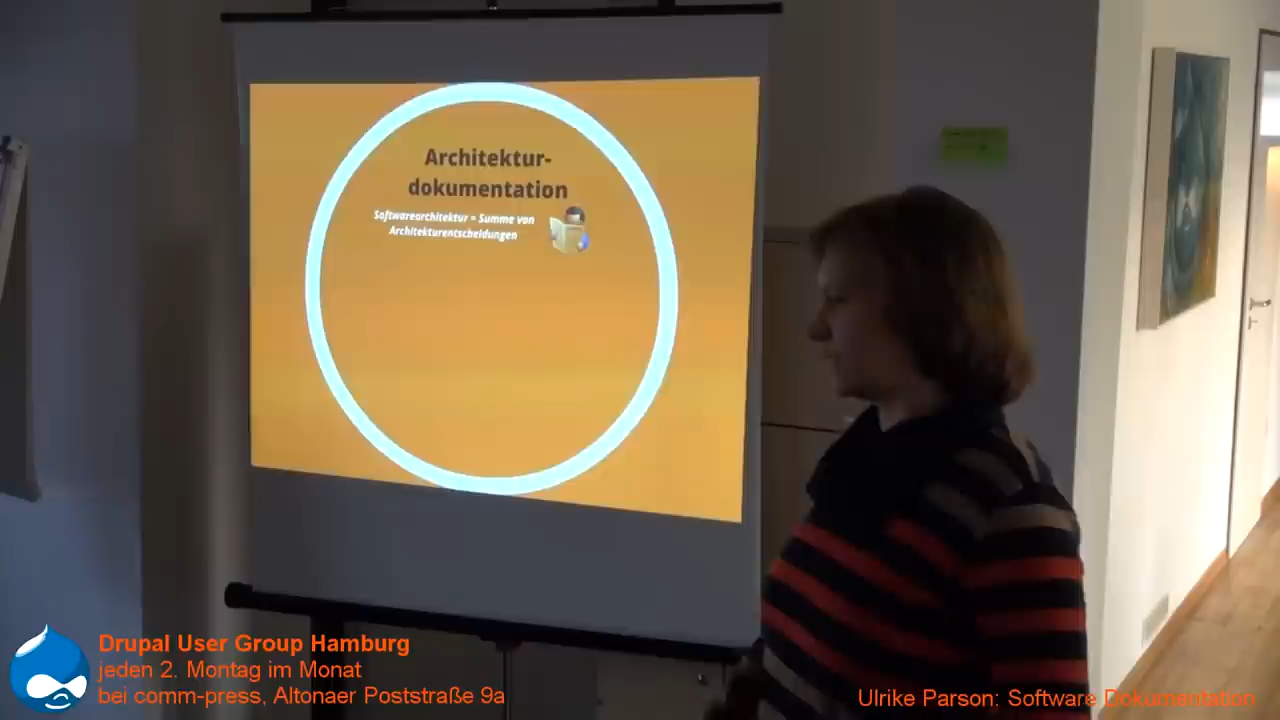 Architektur-
dokumentation
Softwarearchitektur = Summe von
Architekturentscheidungen
Drupal User Group Hamburg
jeden 2. Montag im Monat
bei comm-press, Altonaer Poststraße 9a
Ulrike Parson: Software Dokumentation